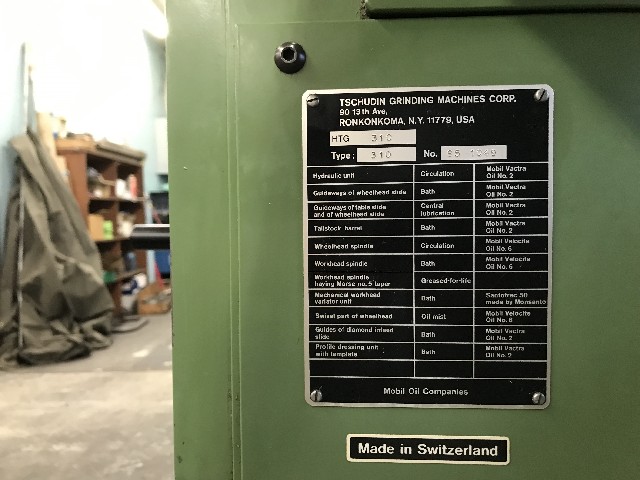 TSCHUDIN GRINDING MACHINES CORP.
90 13th Ave,
RONKONKOMA, N.Y. 11779, USA
HTG 310
Type: 310 No.
Hydraulic unit Circulation Mobil Vactra Oil No. 2
Guideways of wheelhead slide Bath Mobil Vactra Oil No. 2
Guideways of table slide and of wheelhead slide Central lubrication Mobil Vactra Oil No. 2
Tailstock barrel Bath Mobil Vactra Oil No. 2
Wheelhead spindle Circulation Mobil Velocite Oil No. 6
Workhead spindle Bath Mobil Velocite Oil No. 6
Workhead spindle having Morse no. 5 taper Greased-for-life
Mechanical workhead variator unit Bath Santotrac 50 made by Monsanto
Swivel part of wheelhead Oil mist Mobil Velocite Oil No. 6
Guides of diamond infeed slide Bath Mobil Vactra Oil No. 2
Profile dressing unit with template Bath Mobil Vactra Oil No. 2
Mobil Oil Companies
Made in Switzerland